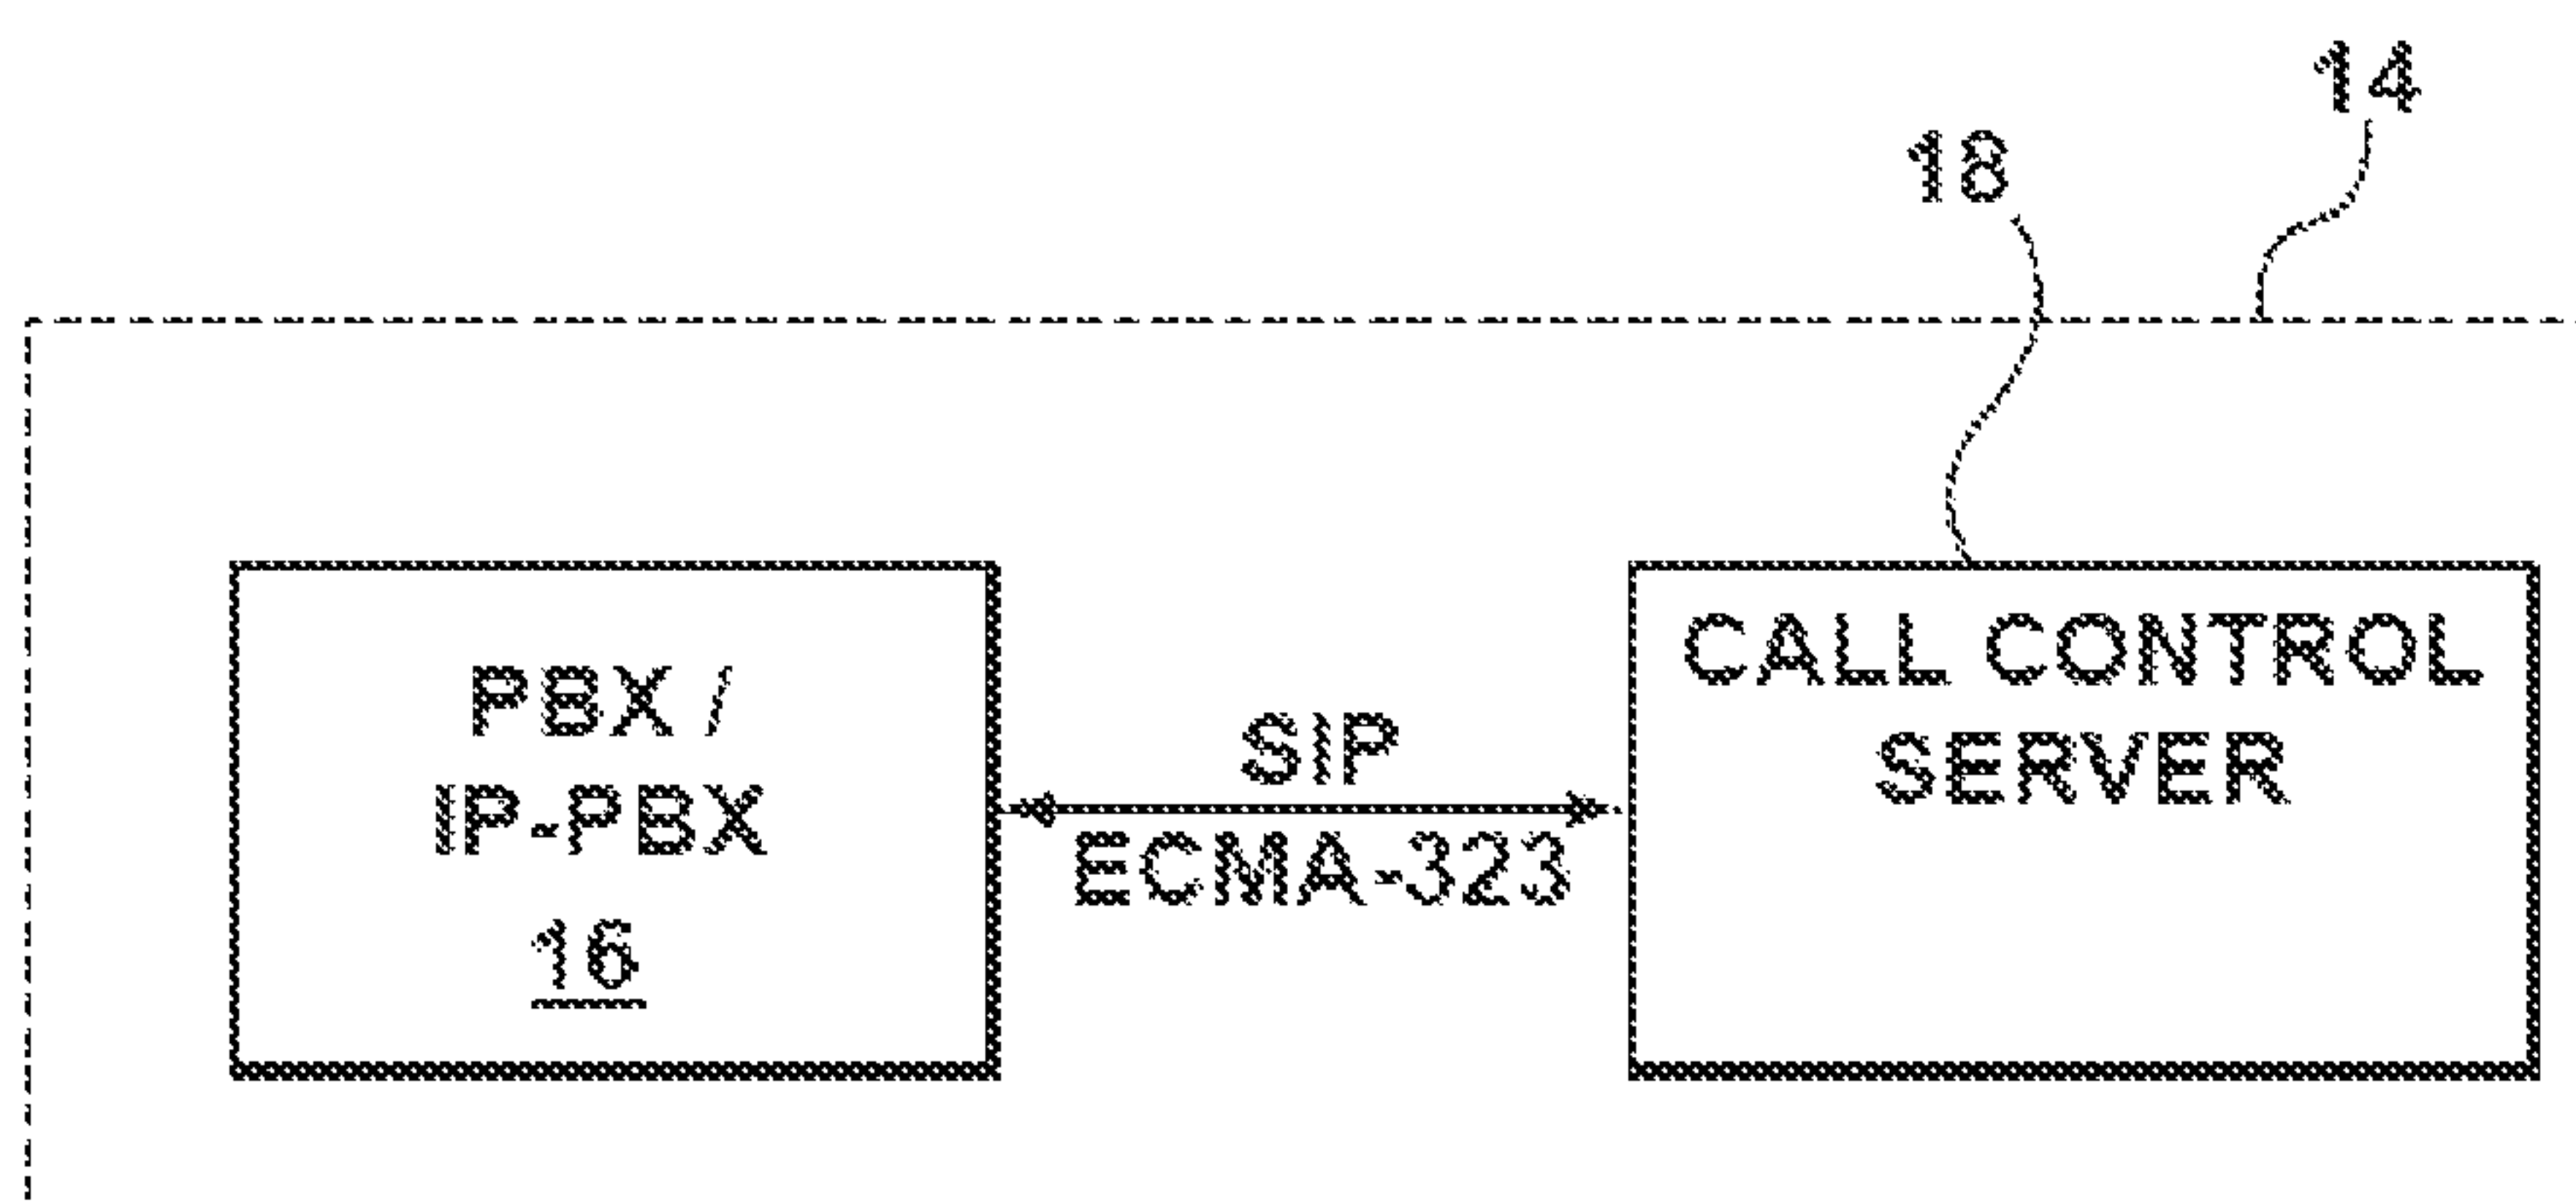 14
18
PBX /
IP-PBX
16
SIP
ECMA-323
CALL CONTROL
SERVER